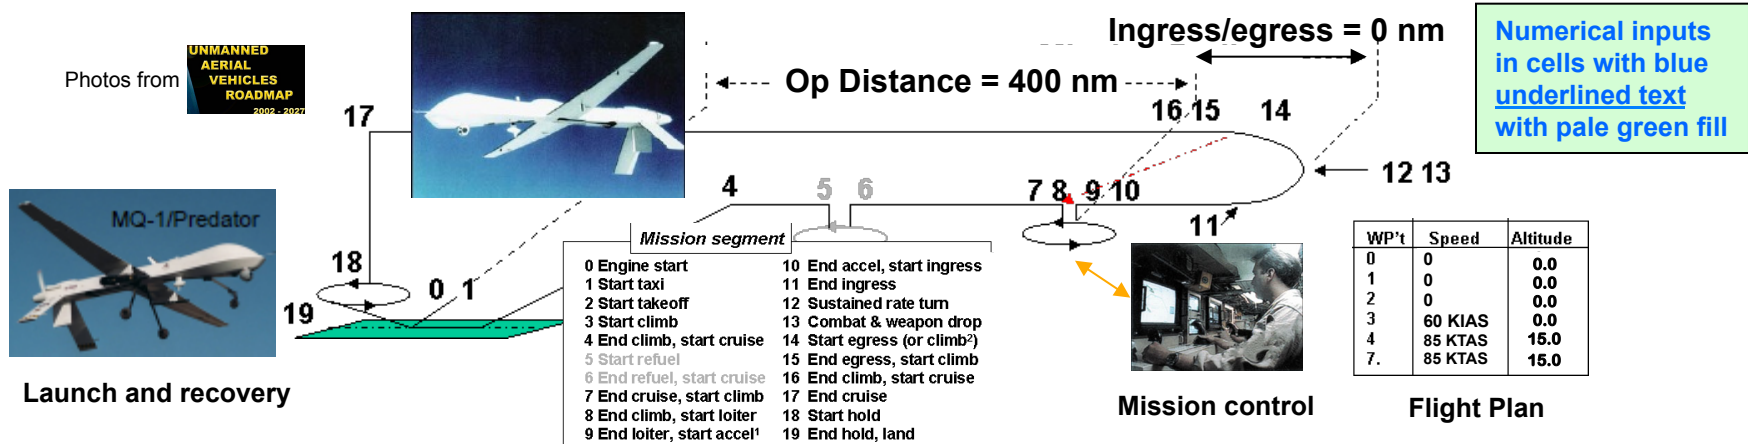 Ingress/egress = 0 nm
Numerical inputs
in cells with blue
underlined text
with pale green fill
Photos from
UNMANNED
AERIAL
VEHICLES
ROADMAP
2002 - 2027
Op Distance = 400 nm
17
16 15 14
12 13
4 5 6 7 8 9 10
11
MQ-1/Predator
18
0 1
19
Launch and recovery
Mission segment
0 Engine start
1 Start taxi
2 Start takeoff
3 Start climb
4 End climb, start cruise
5 Start refuel
6 End refuel, start cruise
7 End cruise, start climb
8 End climb, start loiter
9 End loiter, start accel¹
10 End accel, start ingress
11 End ingress
12 Sustained rate turn
13 Combat & weapon drop
14 Start egress (or climb²)
15 End egress, start climb
16 End climb, start cruise
17 End cruise
18 Start hold
19 End hold, land
Mission control
WP't Speed Altitude
0 0 0.0
1 0 0.0
2 0 0.0
3 60 KIAS 0.0
4 85 KTAS 15.0
7. 85 KTAS 15.0
Flight Plan